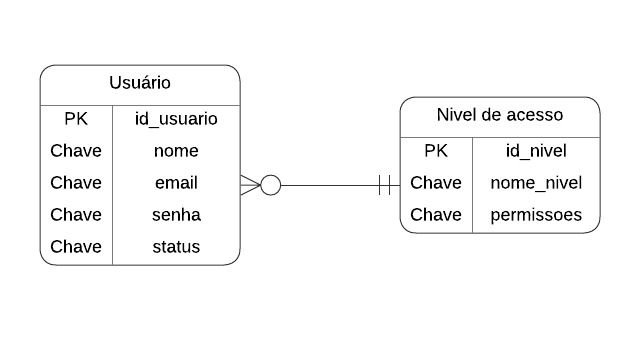 Usuário
PK id_usuario
Chave nome
Chave email
Chave senha
Chave status
Nivel de acesso
PK id_nivel
Chave nome_nivel
Chave permissoes